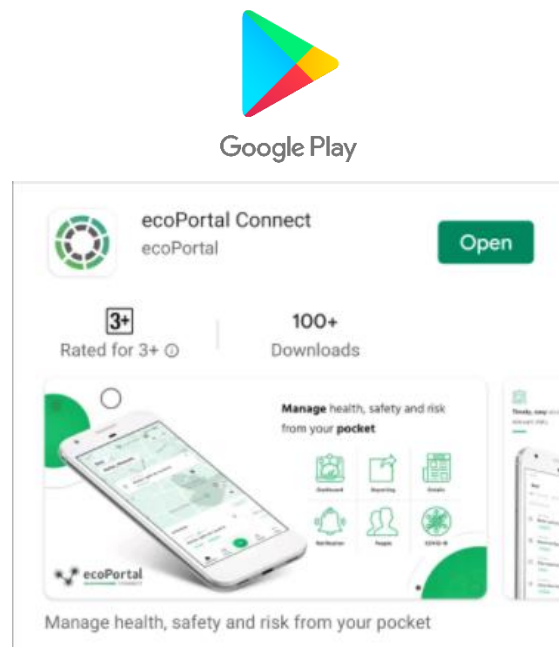 Google Play
ecoPortal Connect
ecoPortal
Open
3+
100+
Rated for 3+
Downloads
Manage health, safety and risk
from your pocket
Dashboard
Reporting
Details
Notification
People
COVID-19
ecoPortal
CONNECT
Manage health, safety and risk from your pocket